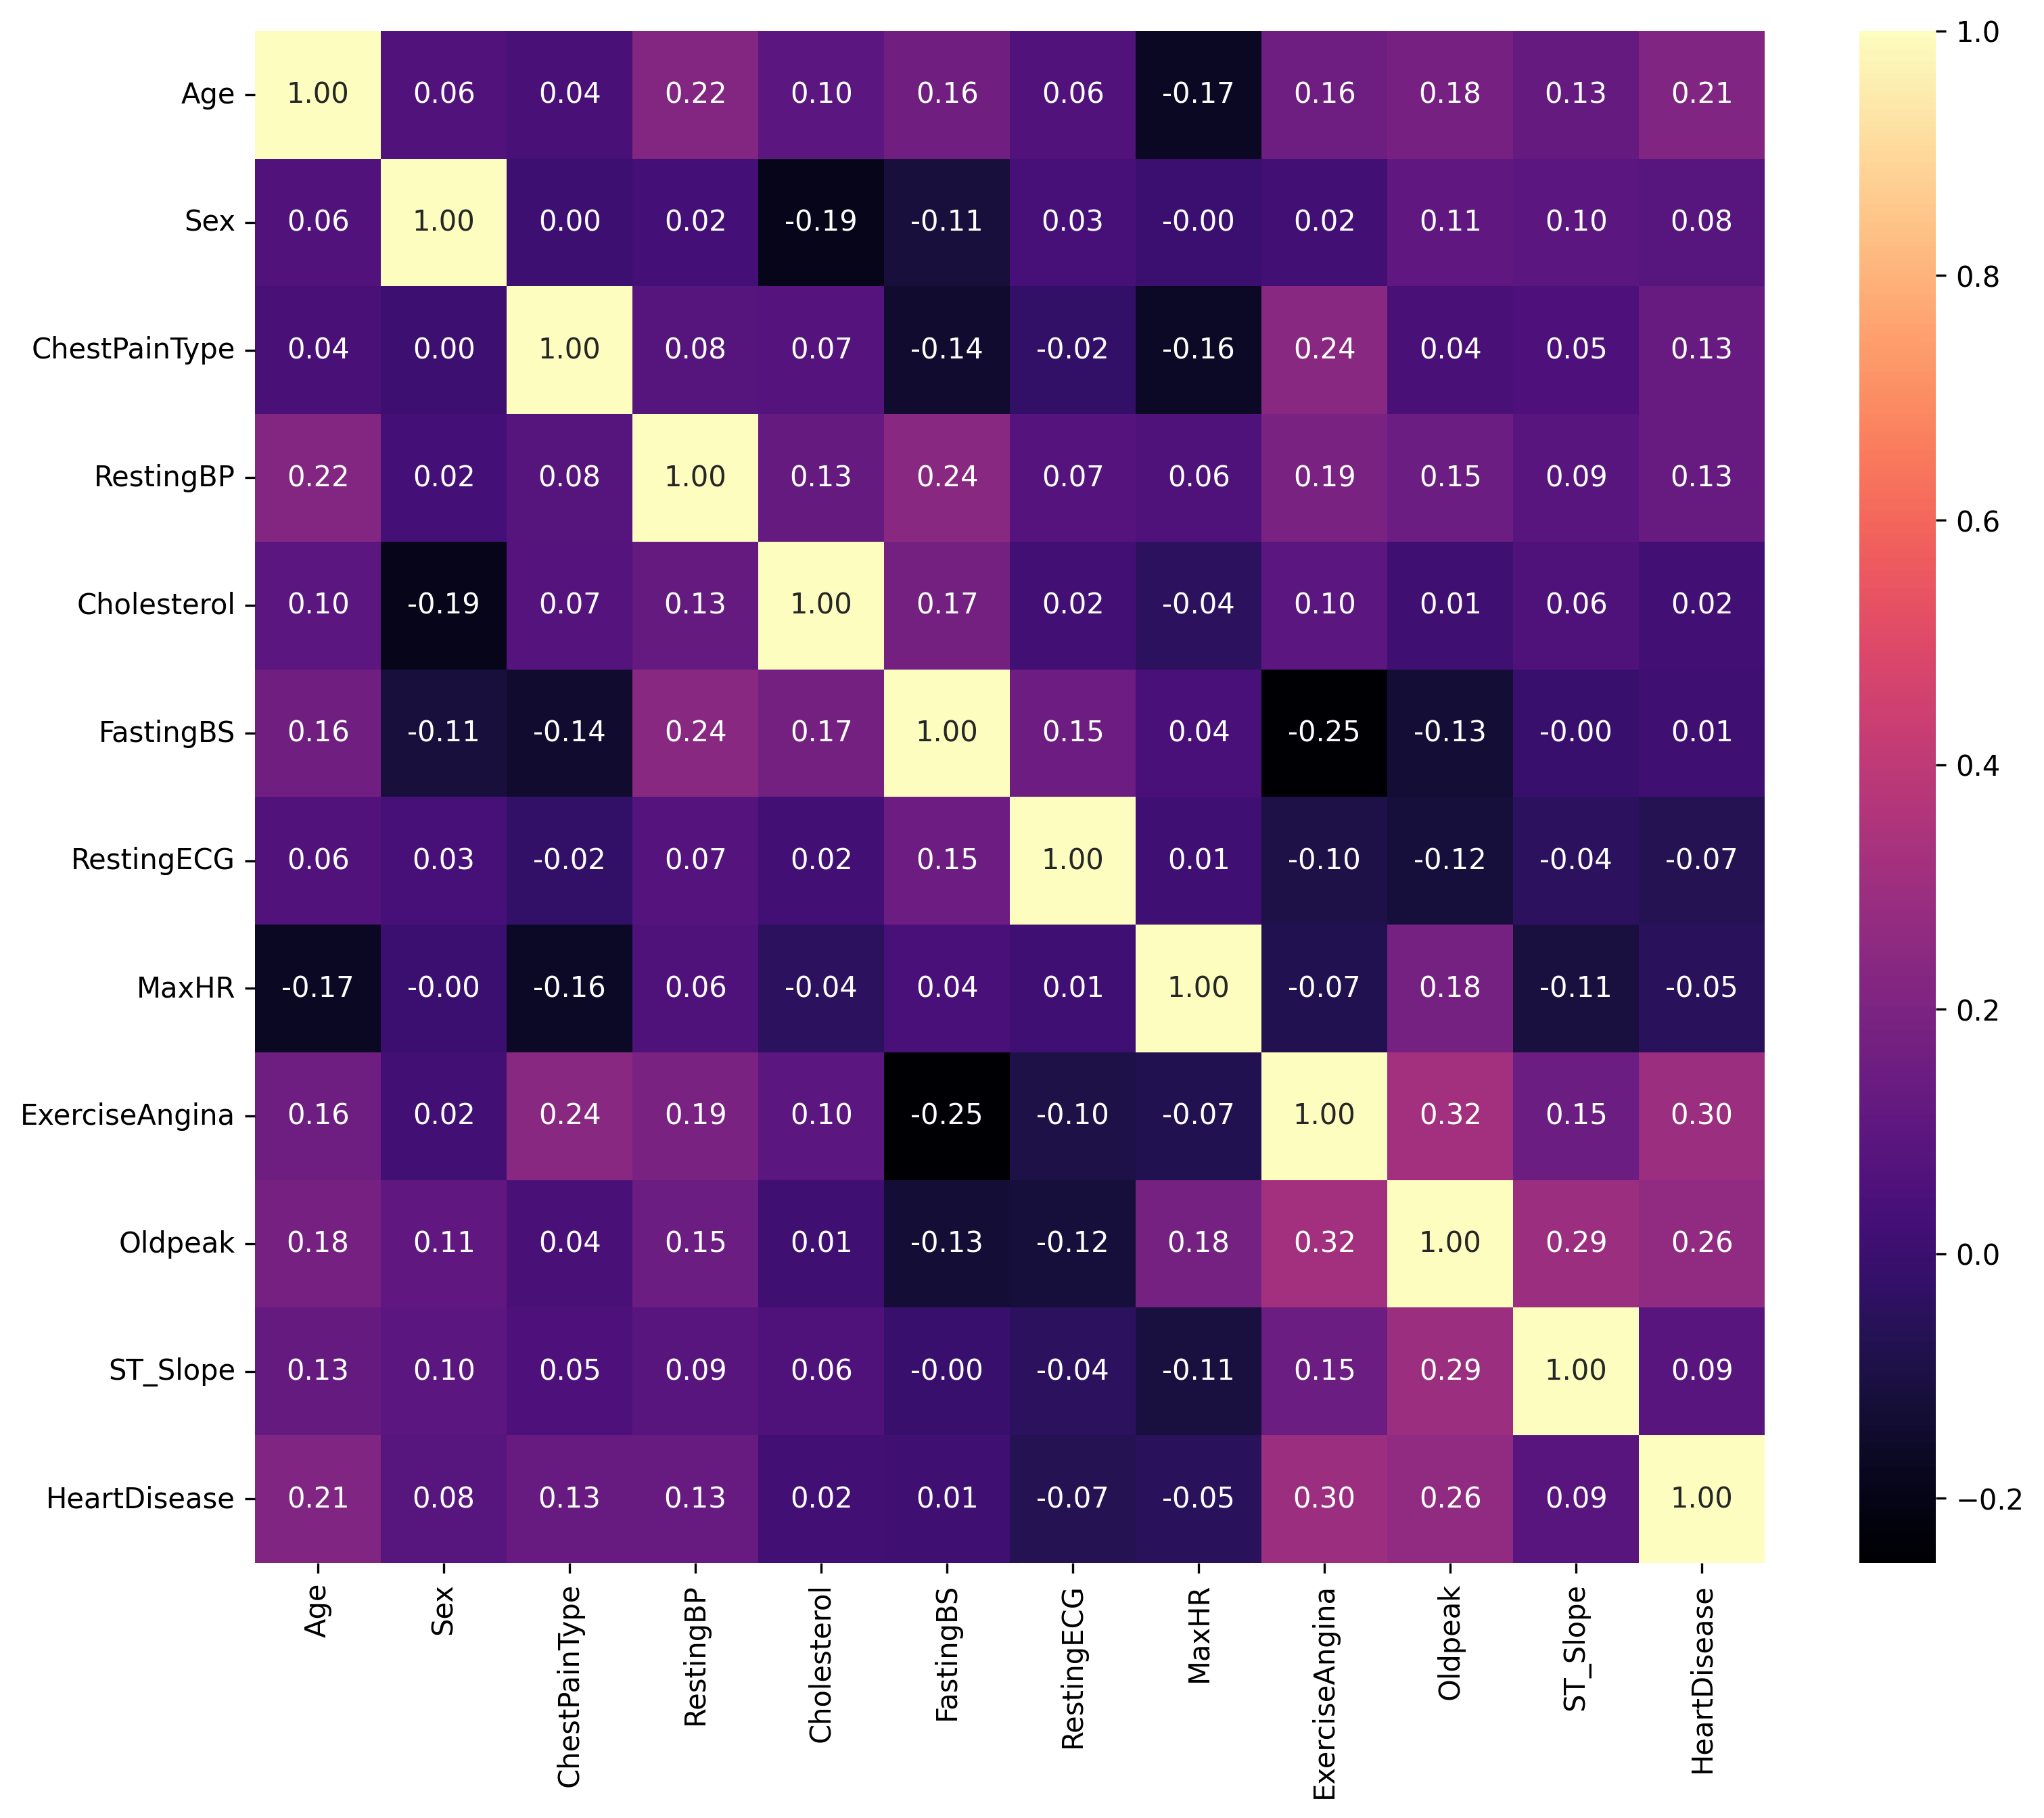 Age 1.00 0.06 0.04 0.22 0.10 0.16 0.06 -0.17 0.16 0.18 0.13 0.21
Sex 0.06 1.00 0.00 0.02 -0.19 -0.11 0.03 -0.00 0.02 0.11 0.10 0.08
ChestPainType 0.04 0.00 1.00 0.08 0.07 -0.14 -0.02 -0.16 0.24 0.04 0.05 0.13
RestingBP 0.22 0.02 0.08 1.00 0.13 0.24 0.07 0.06 0.19 0.15 0.09 0.13
Cholesterol 0.10 -0.19 0.07 0.13 1.00 0.17 0.02 -0.04 0.10 0.01 0.06 0.02
FastingBS 0.16 -0.11 -0.14 0.24 0.17 1.00 0.15 0.04 -0.25 -0.13 -0.00 0.01
RestingECG 0.06 0.03 -0.02 0.07 0.02 0.15 1.00 0.01 -0.10 -0.12 -0.04 -0.07
MaxHR -0.17 -0.00 -0.16 0.06 -0.04 0.04 0.01 1.00 -0.07 0.18 -0.11 -0.05
ExerciseAngina 0.16 0.02 0.24 0.19 0.10 -0.25 -0.10 -0.07 1.00 0.32 0.15 0.30
Oldpeak 0.18 0.11 0.04 0.15 0.01 -0.13 -0.12 0.18 0.32 1.00 0.29 0.26
ST_Slope 0.13 0.10 0.05 0.09 0.06 -0.00 -0.04 -0.11 0.15 0.29 1.00 0.09
HeartDisease 0.21 0.08 0.13 0.13 0.02 0.01 -0.07 -0.05 0.30 0.26 0.09 1.00
Age
Sex
ChestPainType
RestingBP
Cholesterol
FastingBS
RestingECG
MaxHR
ExerciseAngina
Oldpeak
ST_Slope
HeartDisease
1.0
0.8
0.6
0.4
0.2
0.0
−0.2